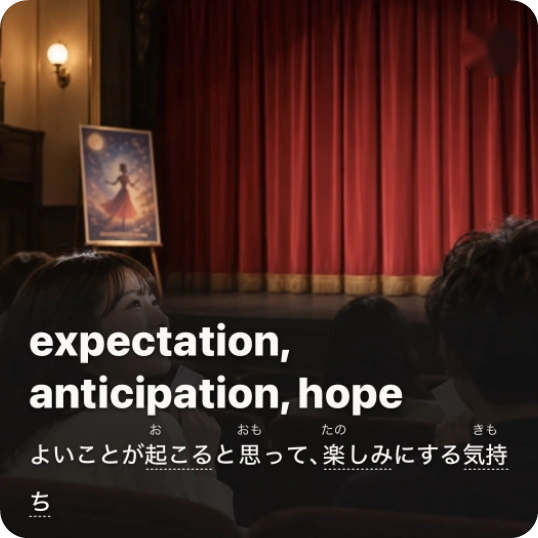 expectation,
anticipation, hope
よいことが起こると思って、楽しみにする気持
ち